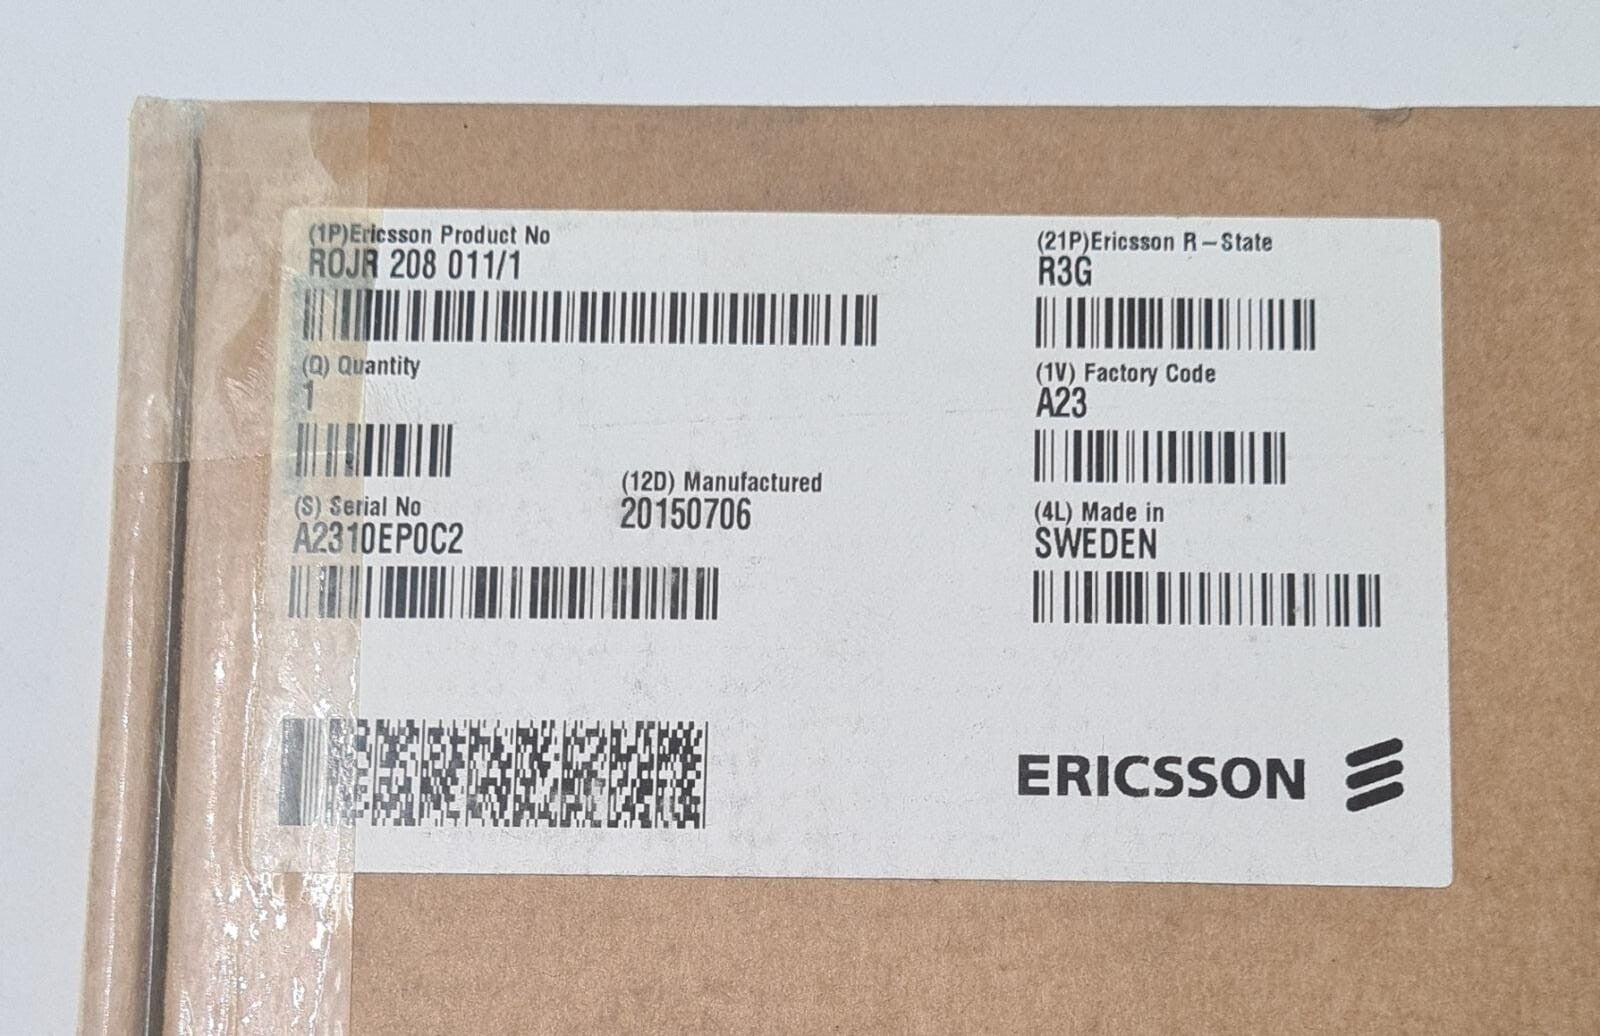 (1P)Ericsson Product No
ROJR 208 011/1
(21P)Ericsson R-State
R3G
(Q) Quantity
1
(1V) Factory Code
A23
(S) Serial No
A2310EP0C2
(12D) Manufactured
20150706
(4L) Made in
SWEDEN
ERICSSON